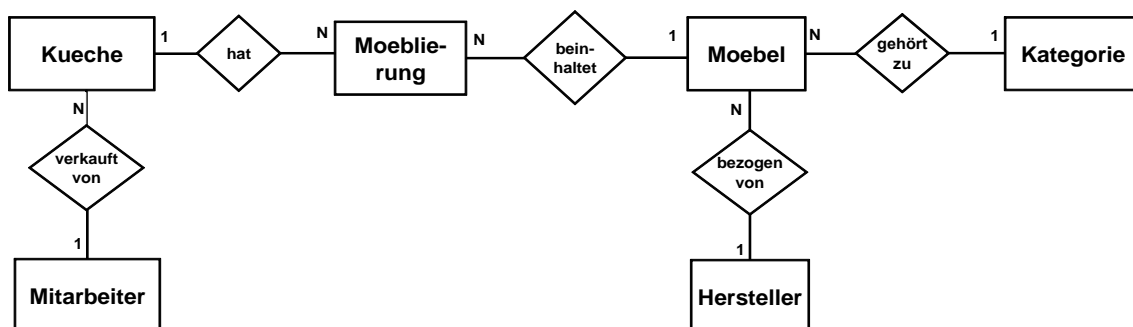 Kueche
1
hat
N
Moeblie-
rung
N
bein-
haltet
1
Moebel
N
gehört
zu
1
Kategorie
N
verkauft
von
1
Mitarbeiter
N
bezogen
von
1
Hersteller